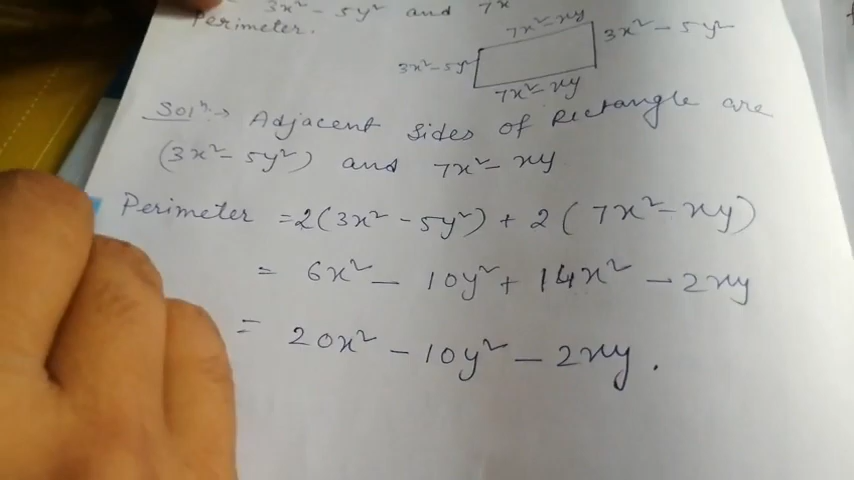 3x² - 5y² and 7x
Perimeter.
7x²-xy
3x² - 5y²
3x²-5y²
7x²-xy
Solⁿ:→ Adjacent sides of Rectangle are
(3x² - 5y²) and 7x² - xy
Perimeter = 2(3x² - 5y²) + 2(7x² - xy)
= 6x² - 10y² + 14x² - 2xy
= 20x² - 10y² - 2xy.